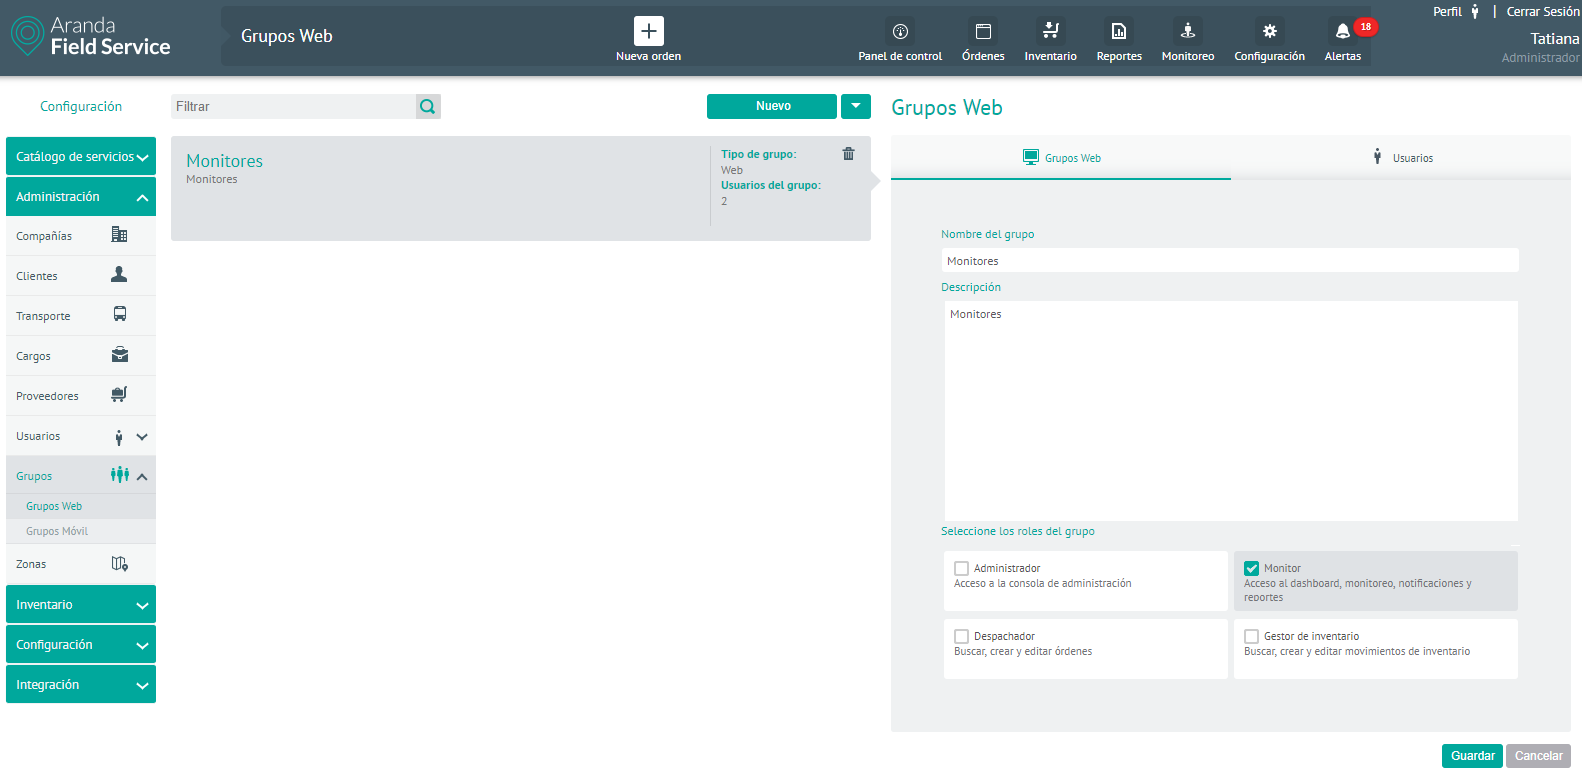 Aranda
Field Service
Grupos Web
Nueva orden
Panel de control
Órdenes
Inventario
Reportes
Monitoreo
Configuración
Alertas
18
Perfil | Cerrar Sesión
Tatiana
Administrador
Configuración
Catálogo de servicios
Administración
Compañías
Clientes
Transporte
Cargos
Proveedores
Usuarios
Grupos
Grupos Web
Grupos Móvil
Zonas
Inventario
Configuración
Integración
Filtrar
Nuevo
Monitores
Monitores
Tipo de grupo:
Web
Usuarios del grupo:
2
Grupos Web
Grupos Web
Usuarios
Nombre del grupo
Monitores
Descripción
Monitores
Seleccione los roles del grupo
Administrador
Acceso a la consola de administración
Monitor
Acceso al dashboard, monitoreo, notificaciones y
reportes
Despachador
Buscar, crear y editar órdenes
Gestor de inventario
Buscar, crear y editar movimientos de inventario
Guardar
Cancelar